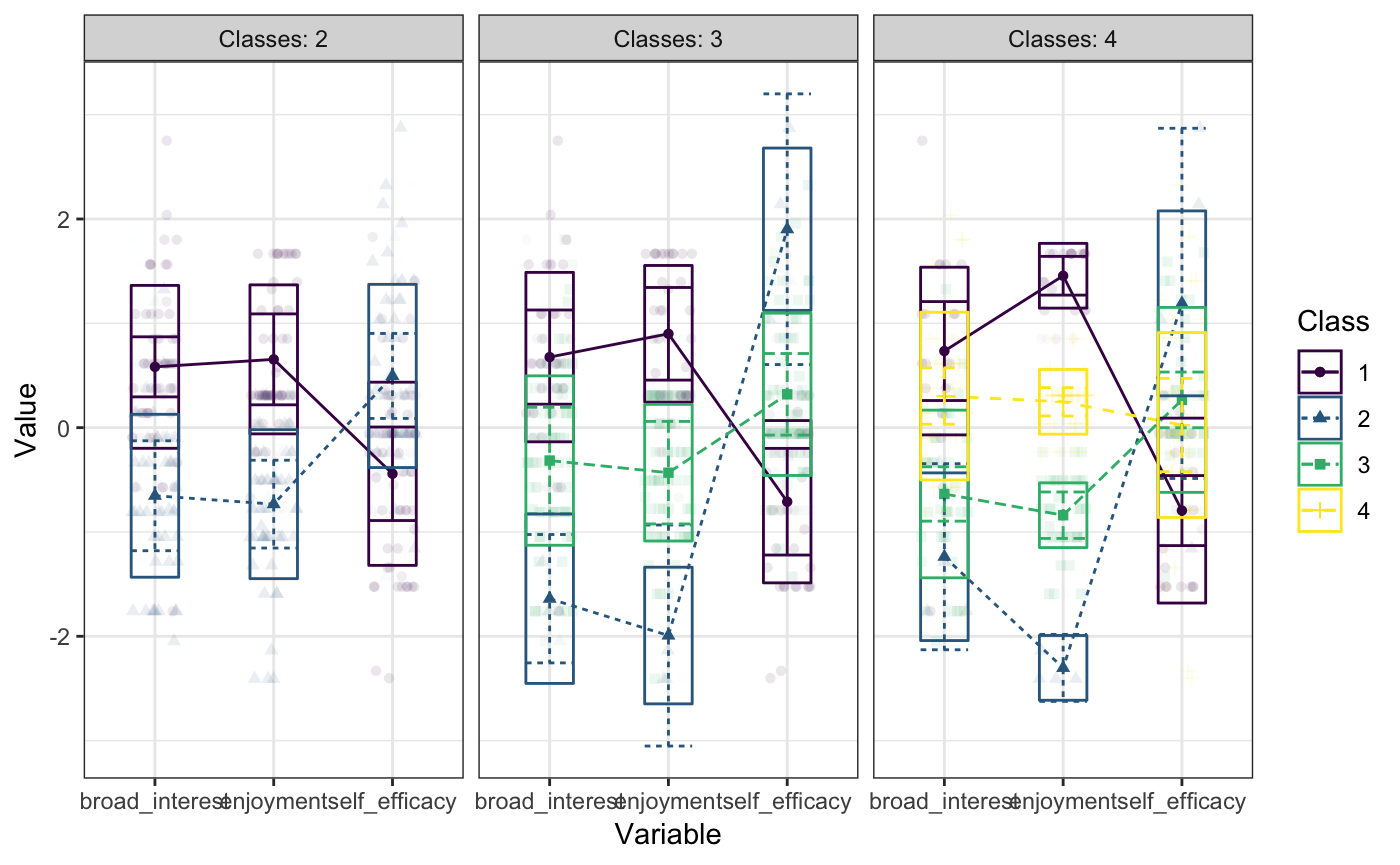 Classes: 2
Classes: 3
Classes: 4
Value
2
0
-2
broad_interest enjoyment self_efficacy
broad_interest enjoyment self_efficacy
broad_interest enjoyment self_efficacy
Variable
Class
1
2
3
4